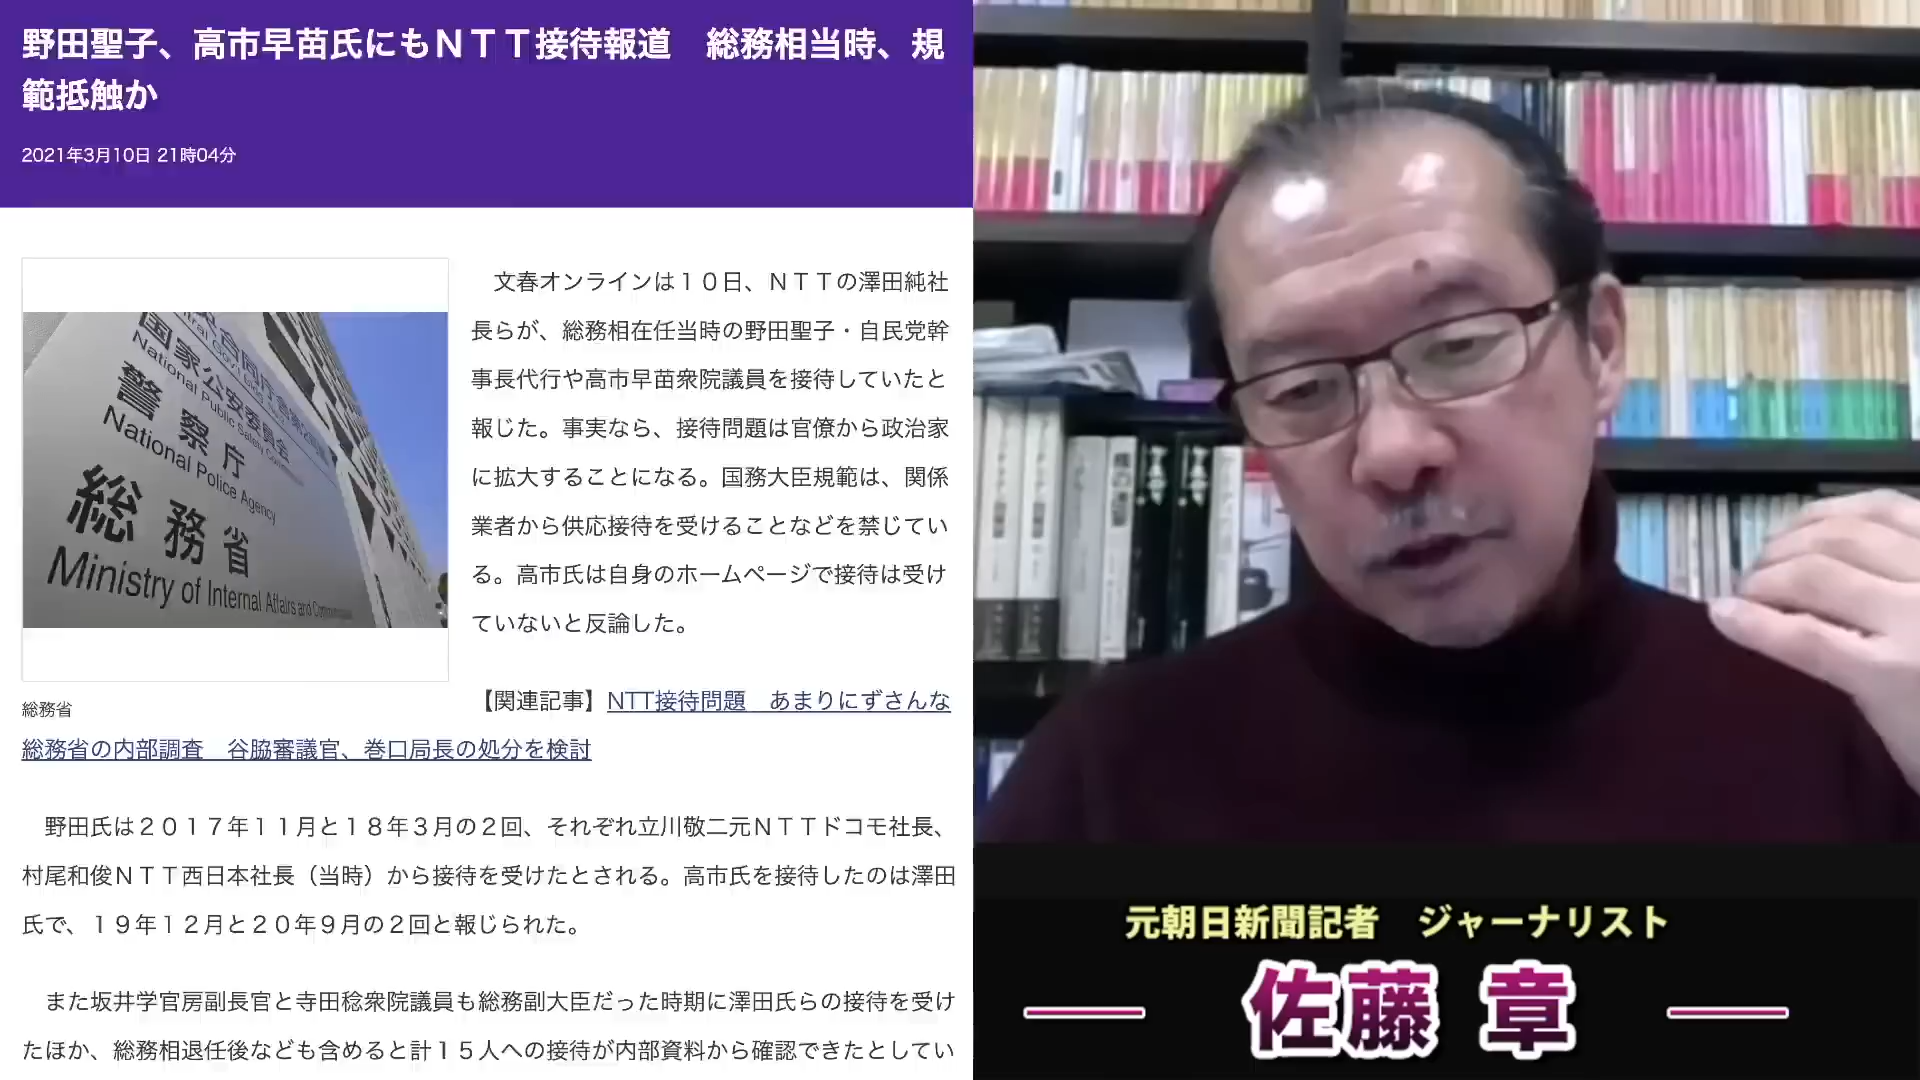 野田聖子、高市早苗氏にもＮＴＴ接待報道　総務相当時、規
範抵触か
2021年3月10日 21時04分
国家公安委員会
National Public Safety
警察庁
National Police Agency
総務省
Ministry of Internal Affairs and
総務省
文春オンラインは１０日、ＮＴＴの澤田純社
長らが、総務相在任当時の野田聖子・自民党幹
事長代行や高市早苗衆院議員を接待していたと
報じた。事実なら、接待問題は官僚から政治家
に拡大することになる。国務大臣規範は、関係
業者から供応接待を受けることなどを禁じてい
る。高市氏は自身のホームページで接待は受け
ていないと反論した。
【関連記事】NTT接待問題　あまりにずさんな
総務省の内部調査　谷脇審議官、巻口局長の処分を検討
野田氏は２０１７年１１月と１８年３月の２回、それぞれ立川敬二元ＮＴＴドコモ社長、
村尾和俊ＮＴＴ西日本社長（当時）から接待を受けたとされる。高市氏を接待したのは澤田
氏で、１９年１２月と２０年９月の２回と報じられた。
また坂井学官房副長官と寺田稔衆院議員も総務副大臣だった時期に澤田氏らの接待を受け
たほか、総務相退任後なども含めると計１５人への接待が内部資料から確認できたとしてい
元朝日新聞記者　ジャーナリスト
佐藤 章